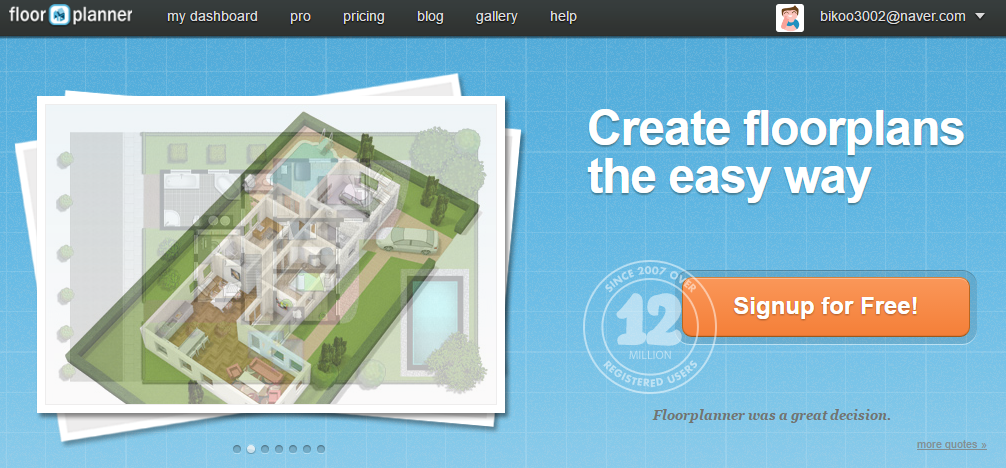 floor planner my dashboard pro pricing blog gallery help bikoo3002@naver.com
Create floorplans
the easy way
SINCE 2007 OVER
12
MILLION
REGISTERED USERS
Signup for Free!
Floorplanner was a great decision.
more quotes »